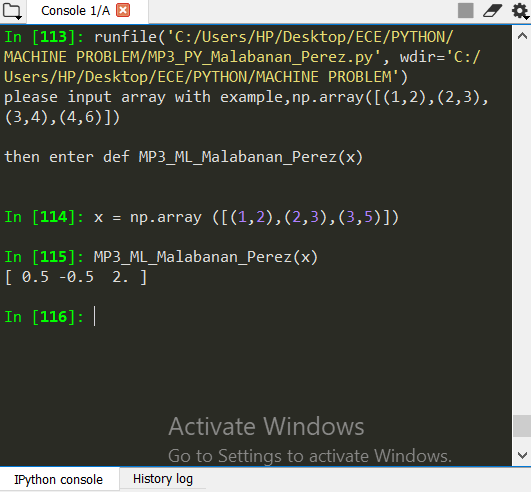 Console 1/A
In [113]: runfile('C:/Users/HP/Desktop/ECE/PYTHON/
MACHINE PROBLEM/MP3_PY_Malabanan_Perez.py', wdir='C:/
Users/HP/Desktop/ECE/PYTHON/MACHINE PROBLEM')
please input array with example,np.array([(1,2),(2,3),
(3,4),(4,6)])
then enter def MP3_ML_Malabanan_Perez(x)
In [114]: x = np.array ([(1,2),(2,3),(3,5)])
In [115]: MP3_ML_Malabanan_Perez(x)
[ 0.5 -0.5  2. ]
In [116]:
Activate Windows
Go to Settings to activate Windows.
IPython console
History log